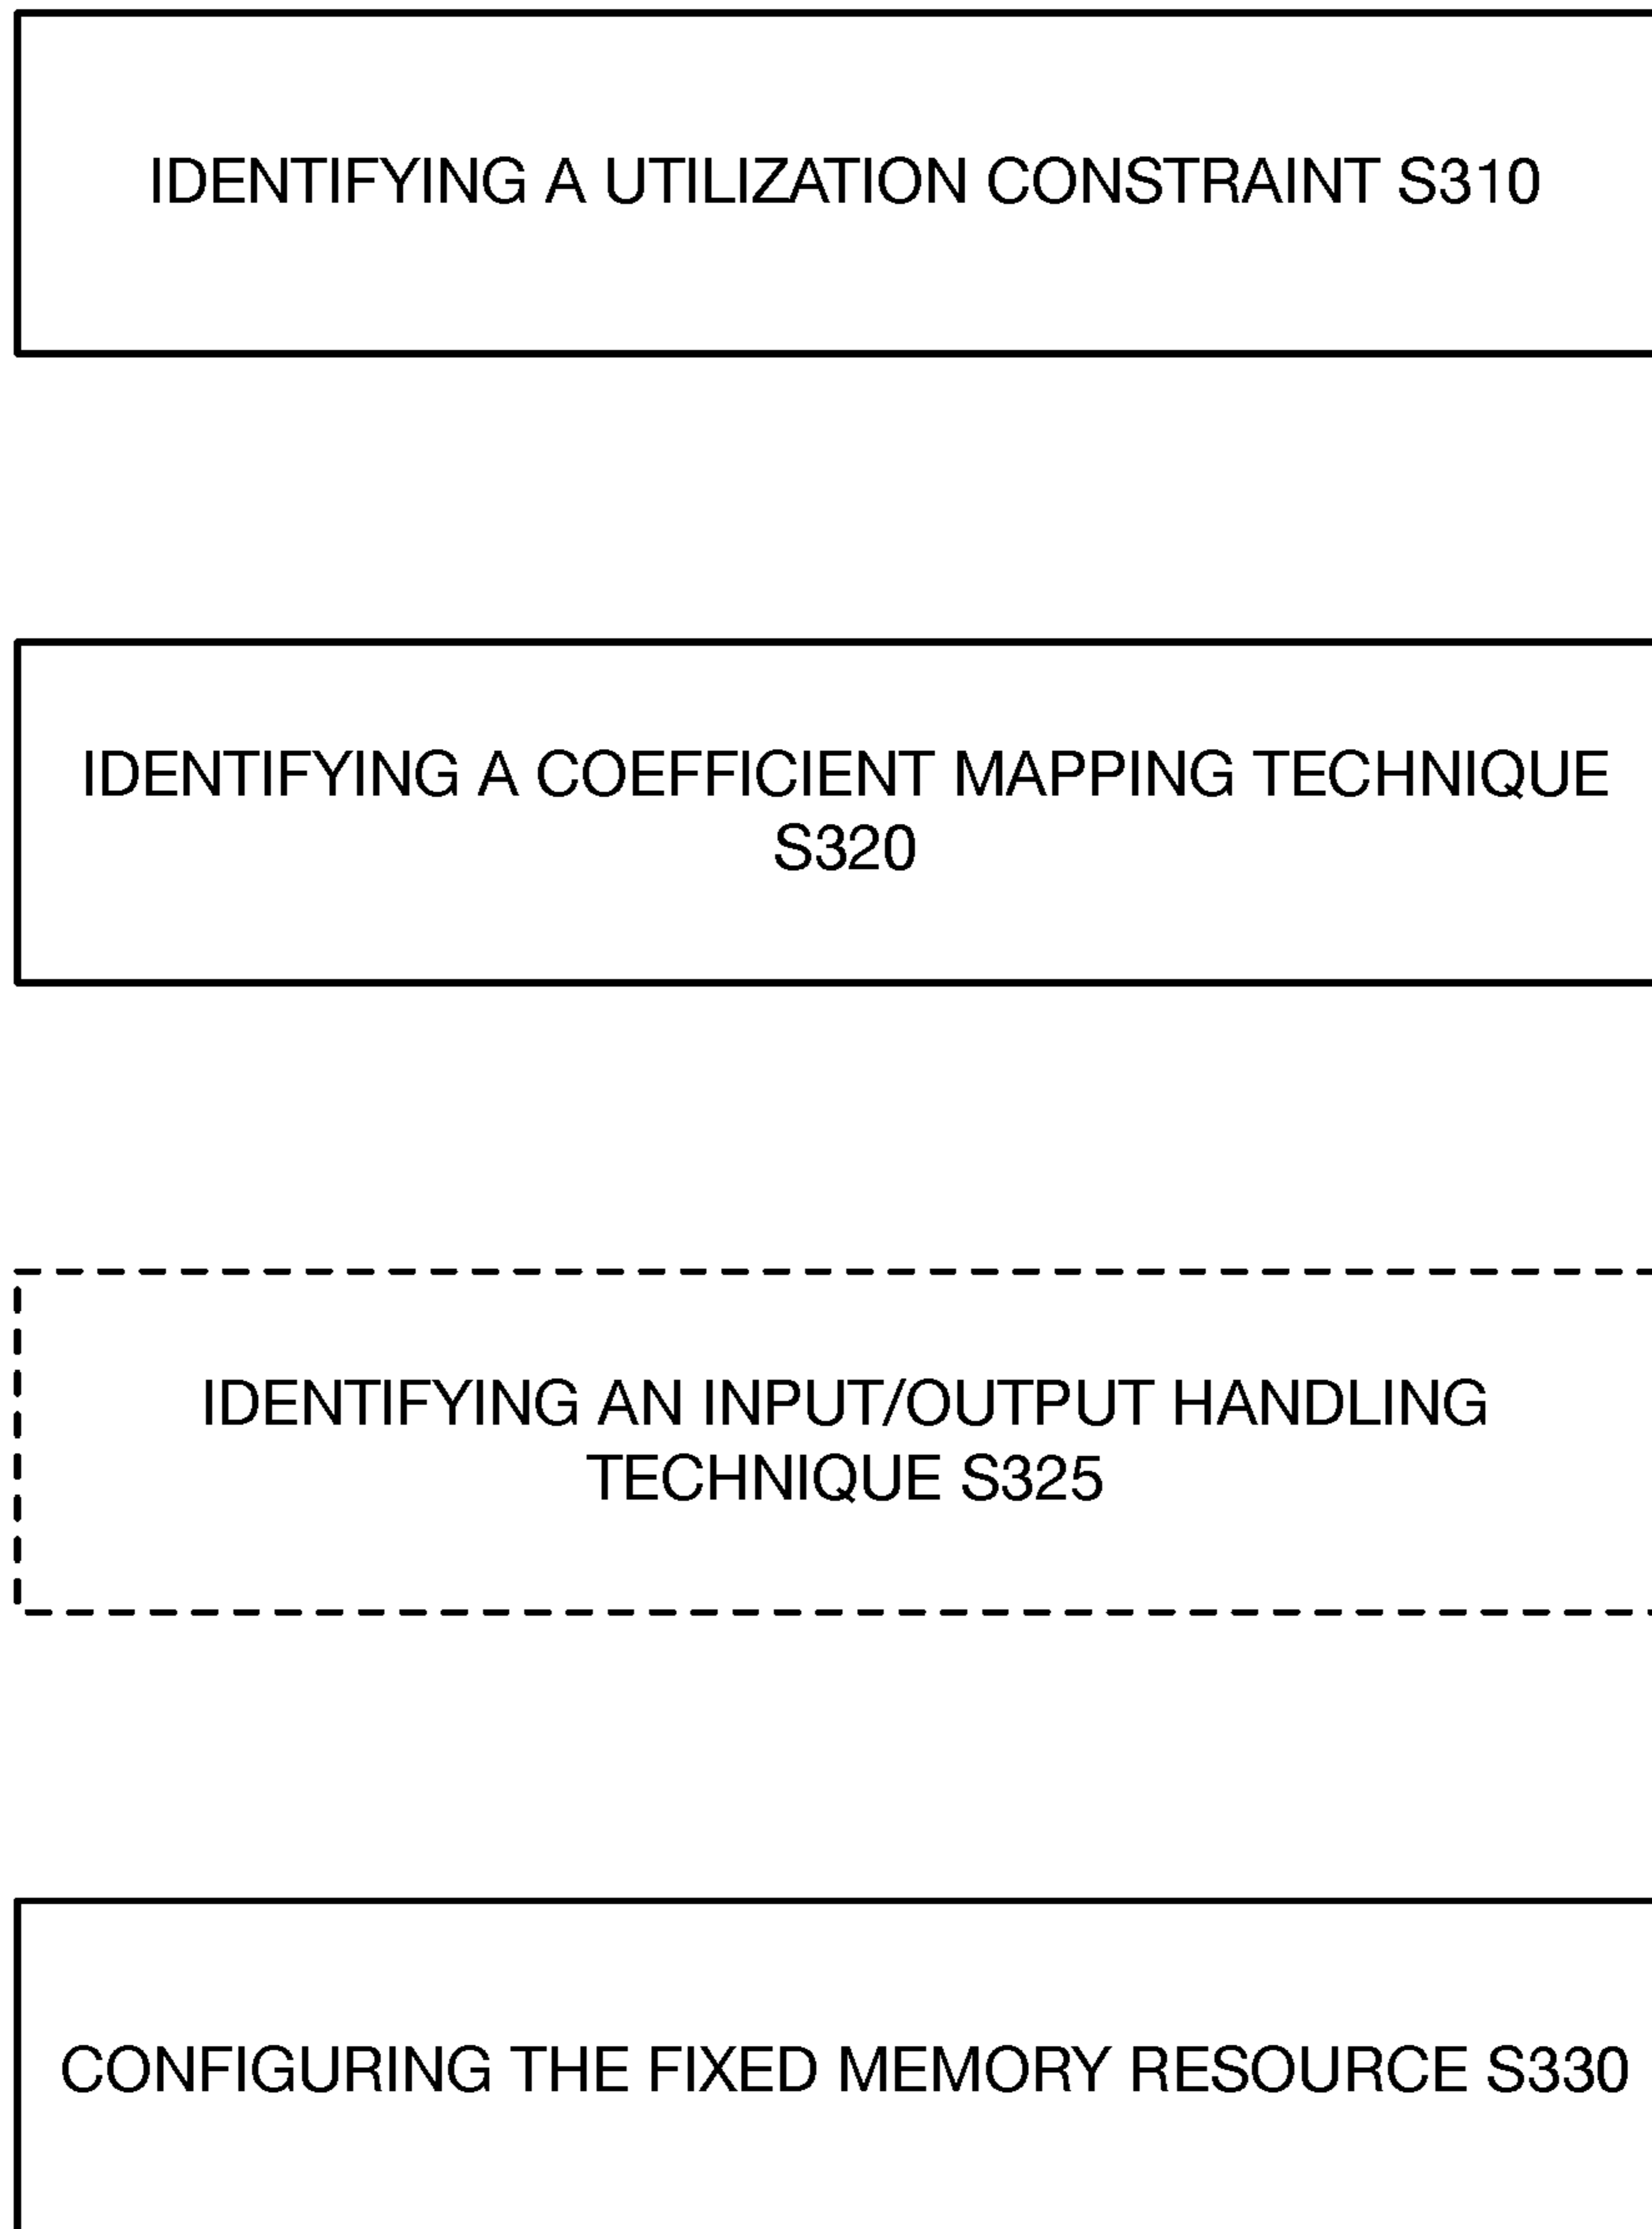 IDENTIFYING A UTILIZATION CONSTRAINT S310
IDENTIFYING A COEFFICIENT MAPPING TECHNIQUE
S320
IDENTIFYING AN INPUT/OUTPUT HANDLING
TECHNIQUE S325
CONFIGURING THE FIXED MEMORY RESOURCE S330